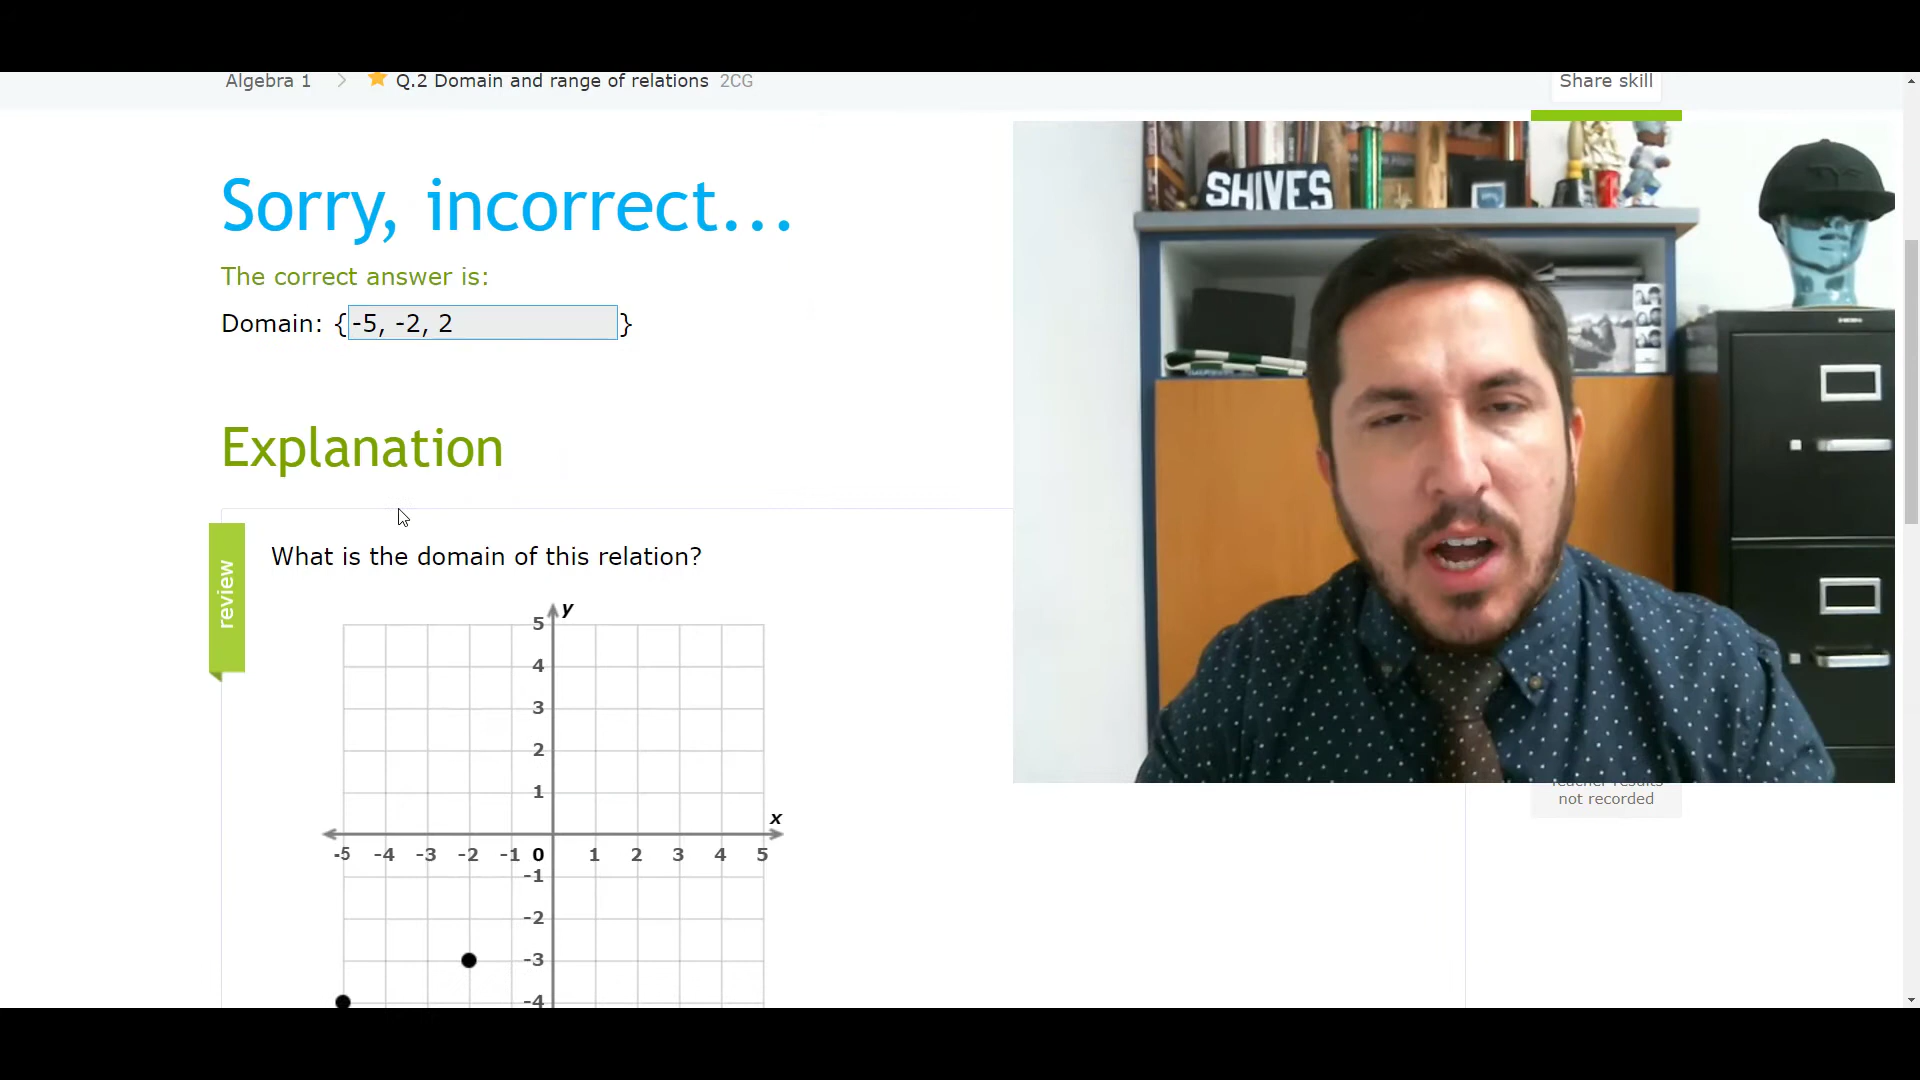 Algebra 1 > Q.2 Domain and range of relations 2CG
Share skill
Sorry, incorrect...
The correct answer is:
Domain: {-5, -2, 2}
SHIVES
Explanation
review
What is the domain of this relation?
y
5
4
3
2
1
x
-5 -4 -3 -2 -1 0 1 2 3 4 5
-1
-2
-3
-4
Teacher results
not recorded